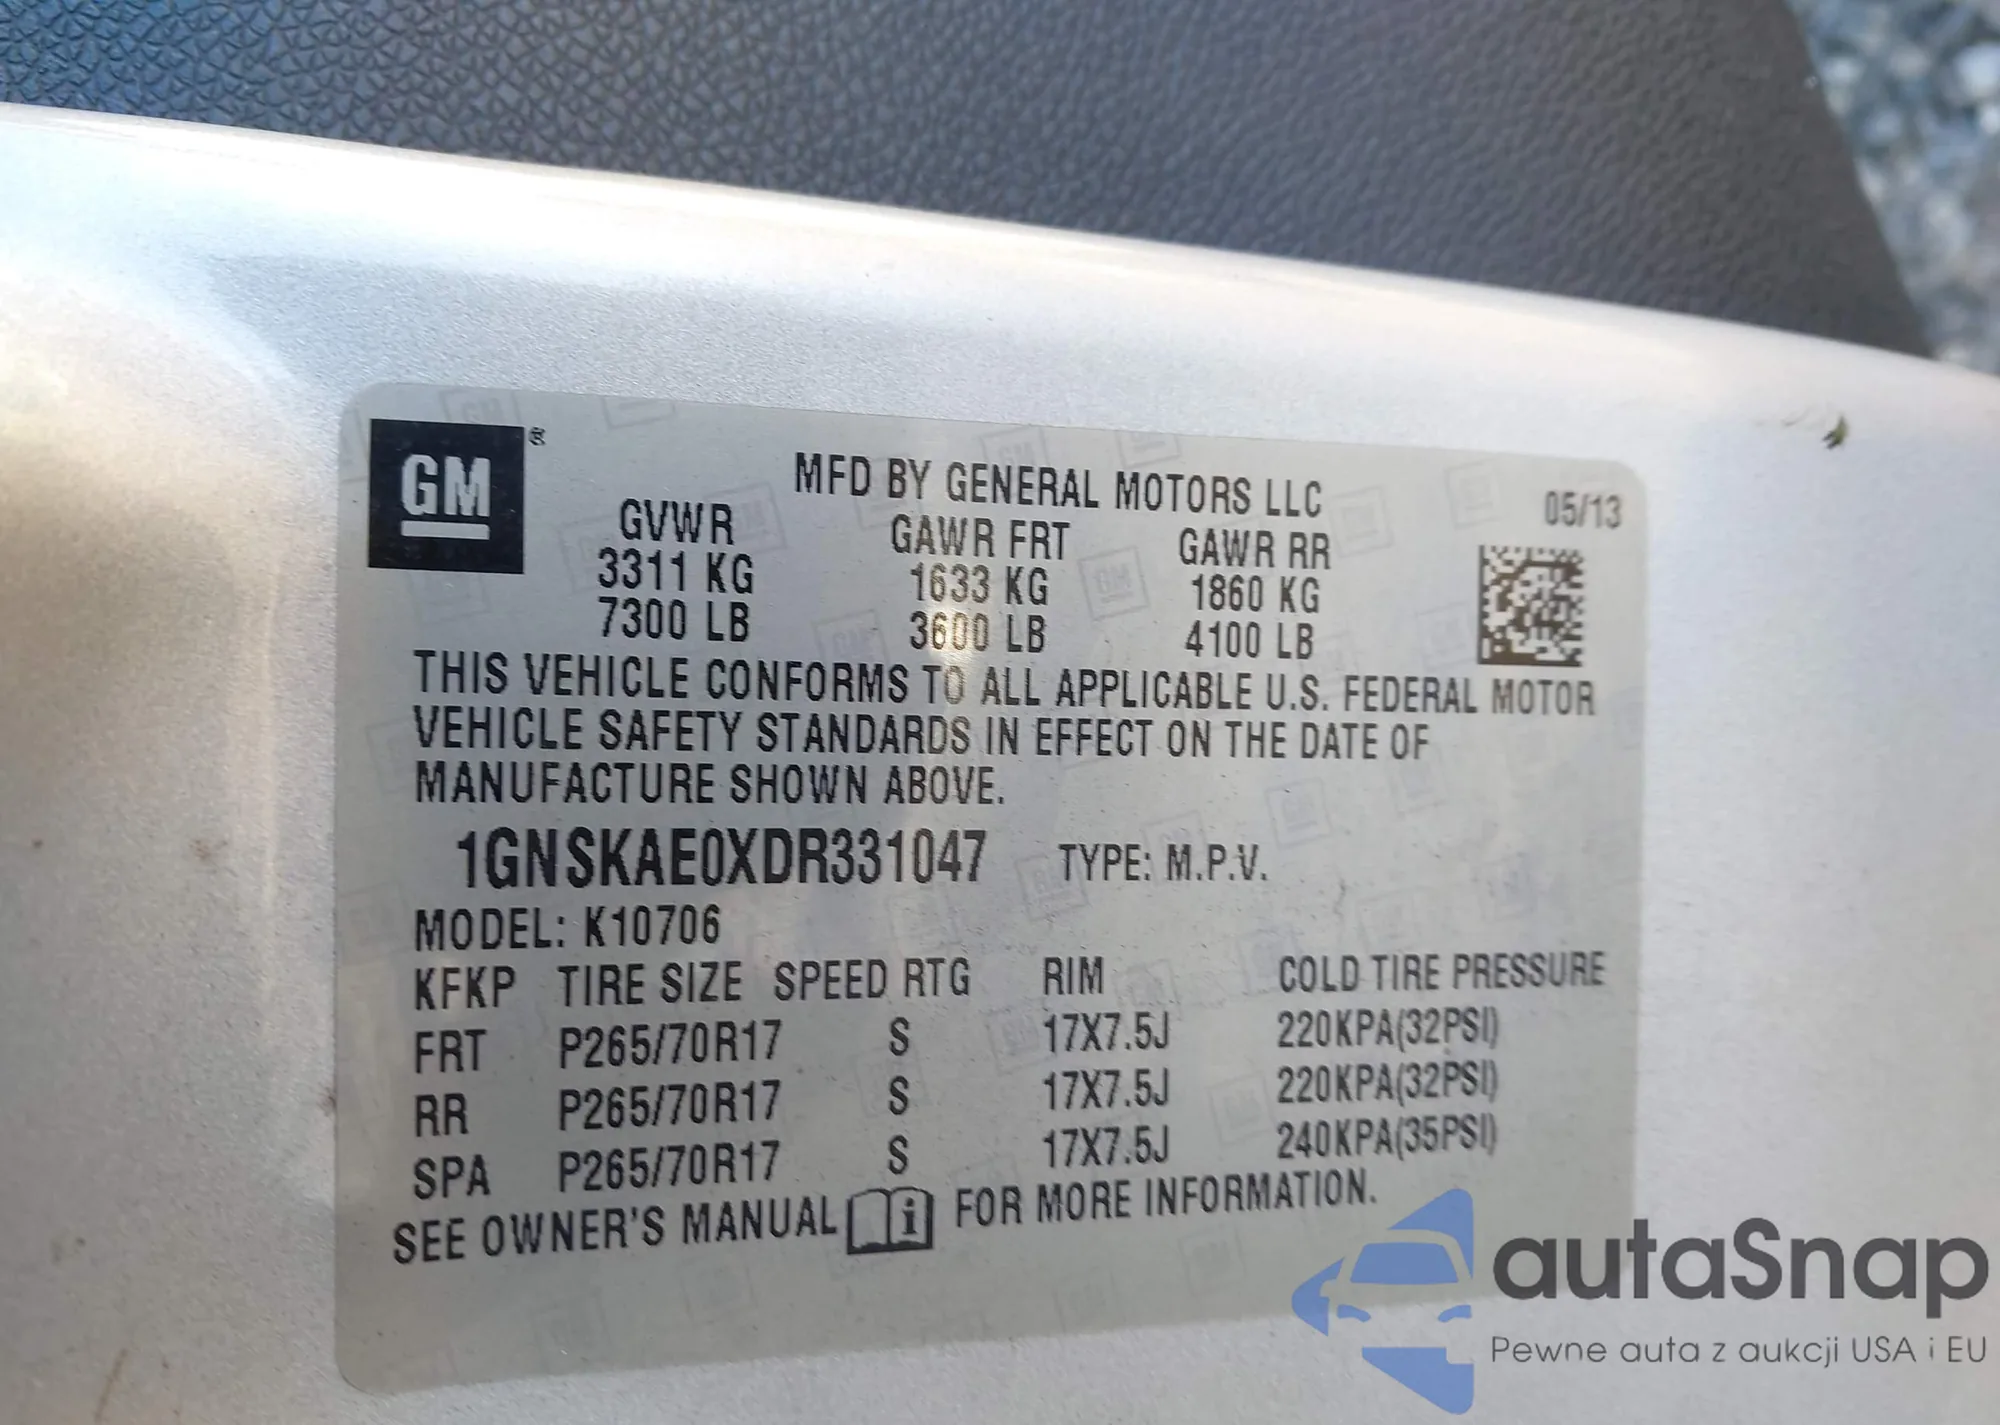 GM®
MFD BY GENERAL MOTORS LLC
05/13
GVWR GAWR FRT GAWR RR
3311 KG 1633 KG 1860 KG
7300 LB 3600 LB 4100 LB
THIS VEHICLE CONFORMS TO ALL APPLICABLE U.S. FEDERAL MOTOR
VEHICLE SAFETY STANDARDS IN EFFECT ON THE DATE OF
MANUFACTURE SHOWN ABOVE.
1GNSKAE0XDR331047 TYPE: M.P.V.
MODEL: K10706
KFKP TIRE SIZE SPEED RTG RIM COLD TIRE PRESSURE
FRT P265/70R17 S 17X7.5J 220KPA(32PSI)
RR P265/70R17 S 17X7.5J 220KPA(32PSI)
SPA P265/70R17 S 17X7.5J 240KPA(35PSI)
SEE OWNER'S MANUAL i FOR MORE INFORMATION.
autaSnap
Pewne auta z aukcji USA i EU